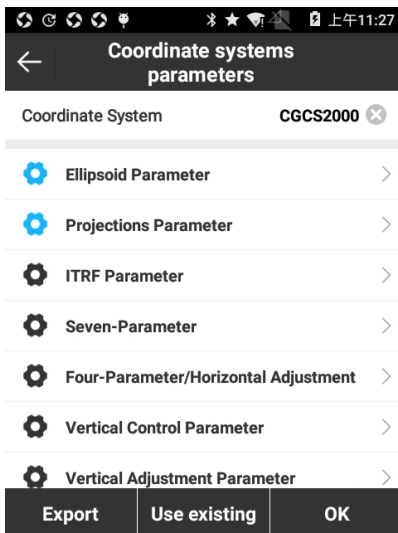 上午11:27
Coordinate systems
parameters
Coordinate System CGCS2000
Ellipsoid Parameter
Projections Parameter
ITRF Parameter
Seven-Parameter
Four-Parameter/Horizontal Adjustment
Vertical Control Parameter
Vertical Adjustment Parameter
Export Use existing OK